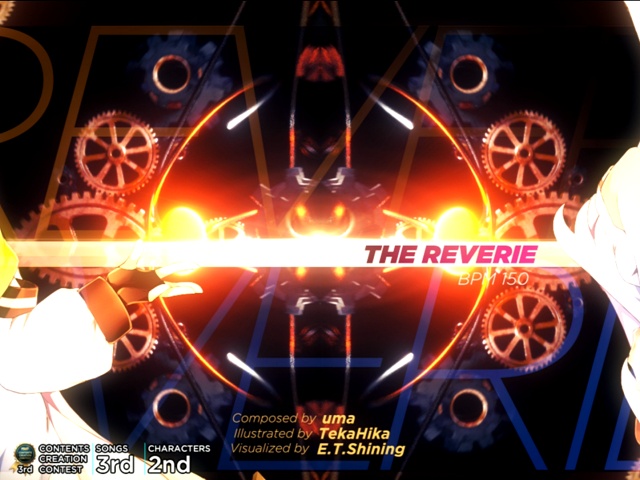 REVERIE
THE REVERIE
BPM 150
Composed by uma
Illustrated by TekaHika
Visualized by E.T.Shining
3rd
CONTENTS
CREATION
CONTEST
SONGS
3rd
CHARACTERS
2nd